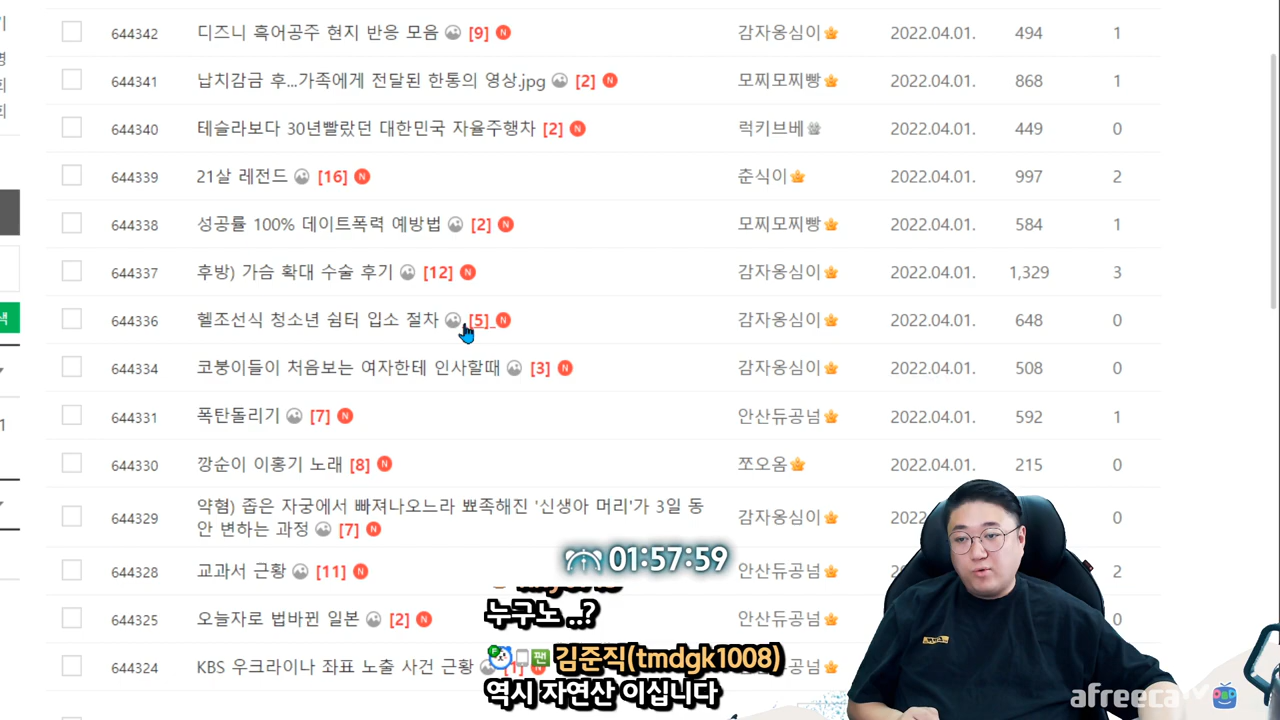 644342 디즈니 흑어공주 현지 반응 모음 [9] N 감자옹심이 2022.04.01. 494 1
644341 납치감금 후...가족에게 전달된 한통의 영상.jpg [2] N 모찌모찌빵 2022.04.01. 868 1
644340 테슬라보다 30년빨랐던 대한민국 자율주행차 [2] N 럭키브베 2022.04.01. 449 0
644339 21살 레전드 [16] N 춘식이 2022.04.01. 997 2
644338 성공률 100% 데이트폭력 예방법 [2] N 모찌모찌빵 2022.04.01. 584 1
644337 후방) 가슴 확대 수술 후기 [12] N 감자옹심이 2022.04.01. 1,329 3
644336 헬조선식 청소년 쉼터 입소 절차 [5] N 감자옹심이 2022.04.01. 648 0
644334 코붕이들이 처음보는 여자한테 인사할때 [3] N 감자옹심이 2022.04.01. 508 0
644331 폭탄돌리기 [7] N 안산듀공넘 2022.04.01. 592 1
644330 깡순이 이홍기 노래 [8] N 쪼오옴 2022.04.01. 215 0
644329 약혐) 좁은 자궁에서 빠져나오느라 뾰족해진 '신생아 머리'가 3일 동
안 변하는 과정 [7] N 감자옹심이 0
01:57:59
644328 교과서 근황 [11] N 안산듀공넘 2
644325 오늘자로 법바뀐 일본 [2] N 안산듀공넘 0
누구노 ..?
644324 KBS 우크라이나 좌표 노출 사건 근황 [1]
팬 김준직(tmdgk1008)
역시 자연산 이십니다
afreeca